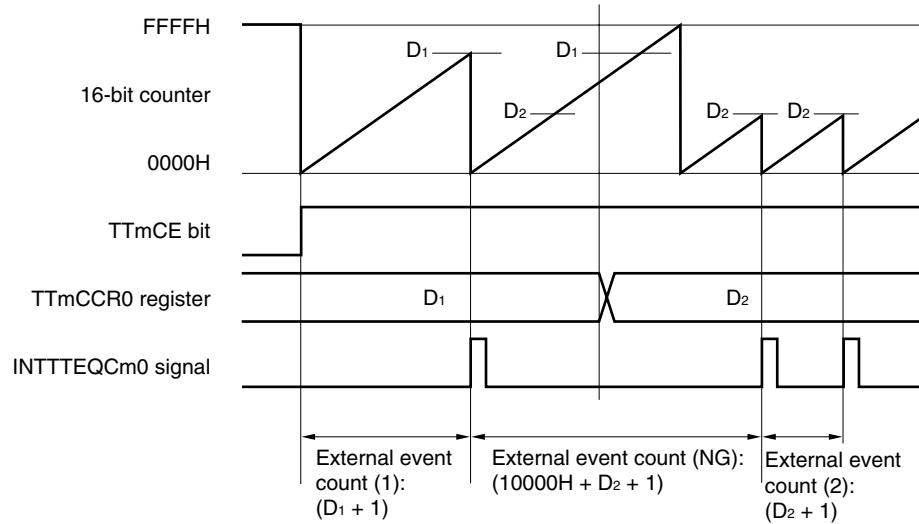 FFFFH
D₁
D₁
16-bit counter
D₂
D₂
D₂
0000H
TTmCE bit
TTmCCR0 register
D₁
D₂
INTTTEQCm0 signal
External event
count (1):
(D₁ + 1)
External event count (NG):
(10000H + D₂ + 1)
External event
count (2):
(D₂ + 1)